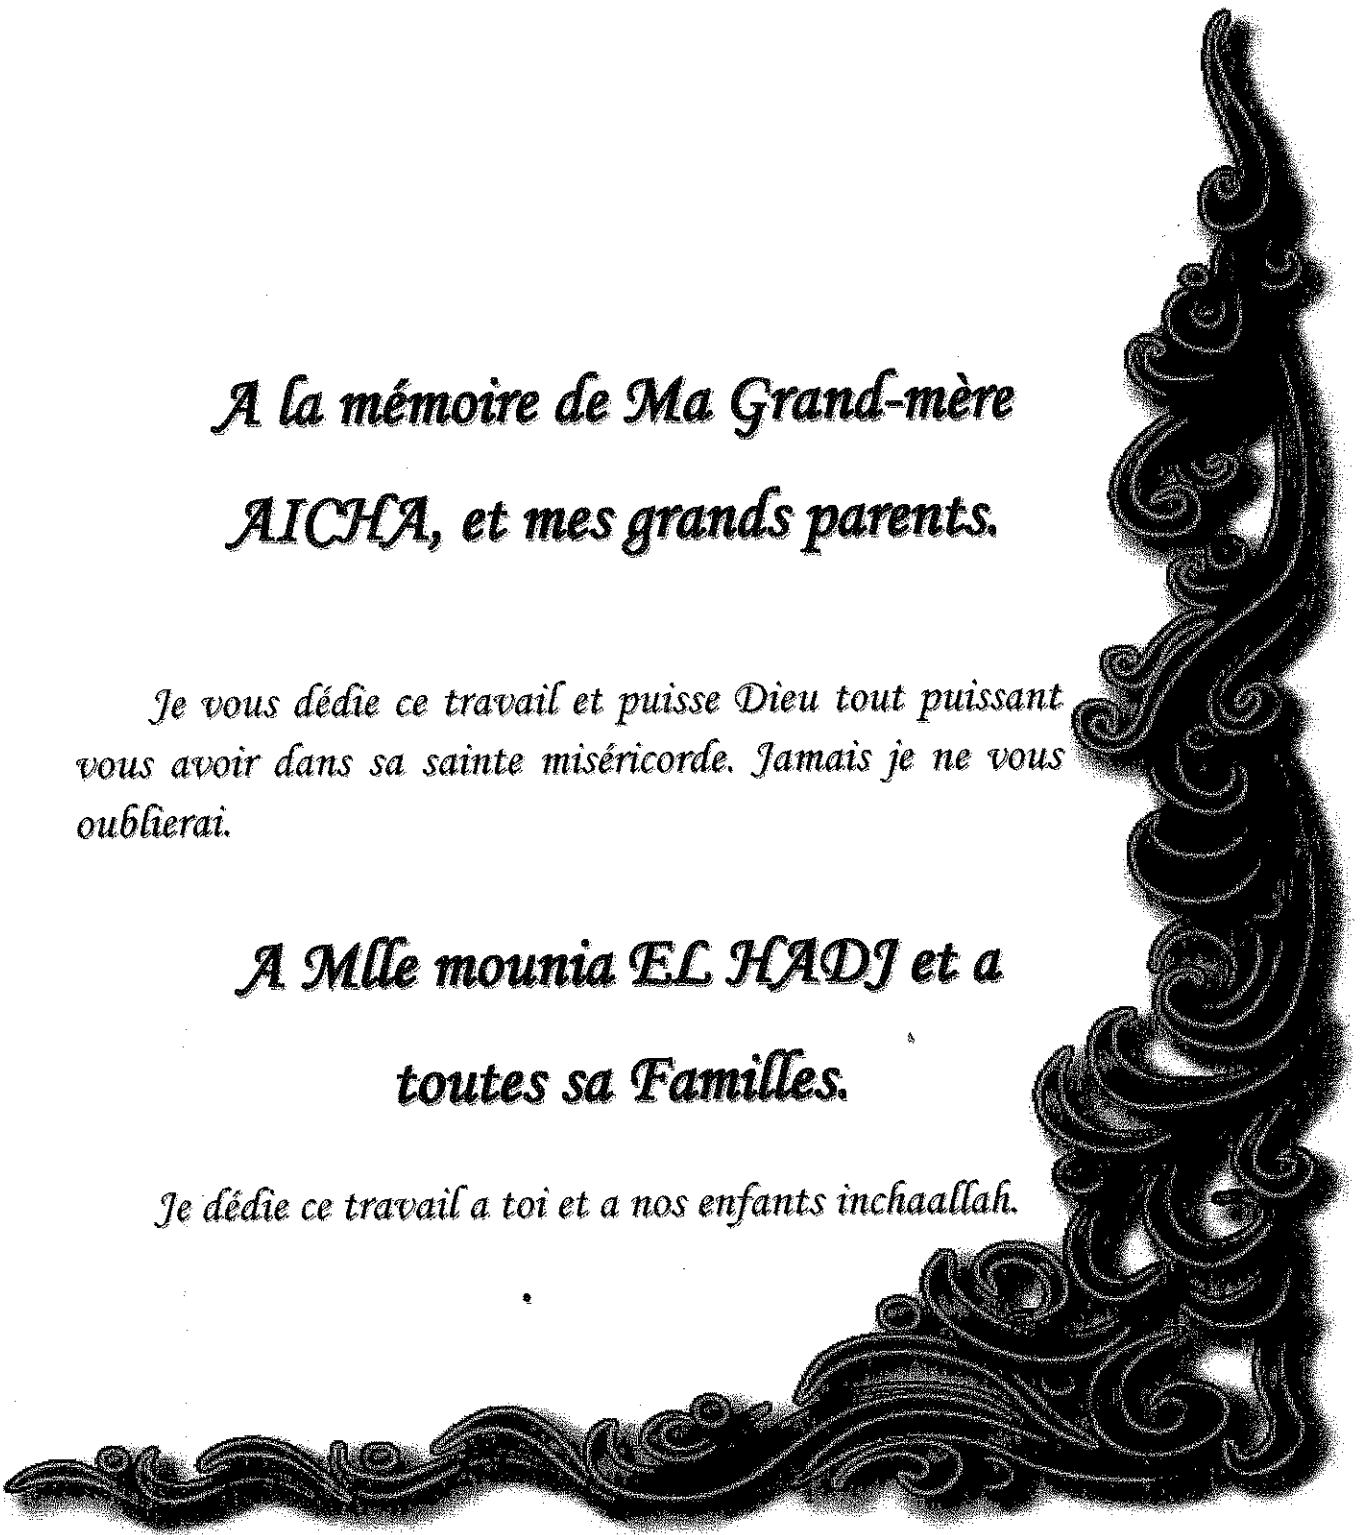 A la mémoire de Ma Grand-mère
AICHA, et mes grands parents.
Je vous dédie ce travail et puisse Dieu tout puissant
vous avoir dans sa sainte miséricorde. Jamais je ne vous
oublierai.
A Mlle mounia EL HADJ et a
toutes sa Familles.
Je dédie ce travail a toi et a nos enfants inchaallah.